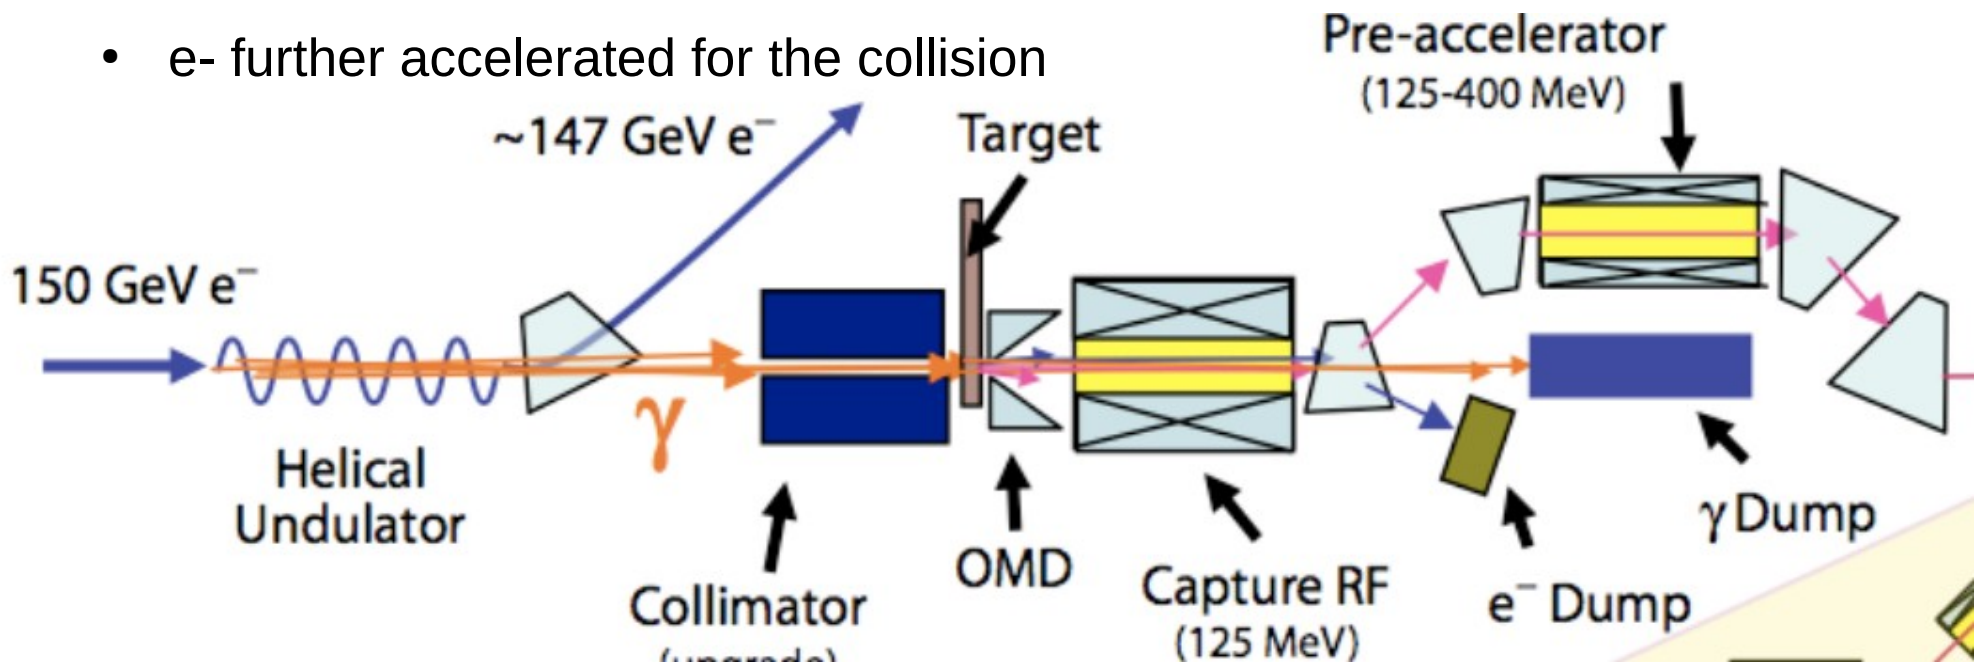 • e- further accelerated for the collision
Pre-accelerator
(125-400 MeV)
~147 GeV e⁻
Target
150 GeV e⁻
γ
Helical
Undulator
γ Dump
OMD
Capture RF
(125 MeV)
e⁻ Dump
Collimator
(upgrade)